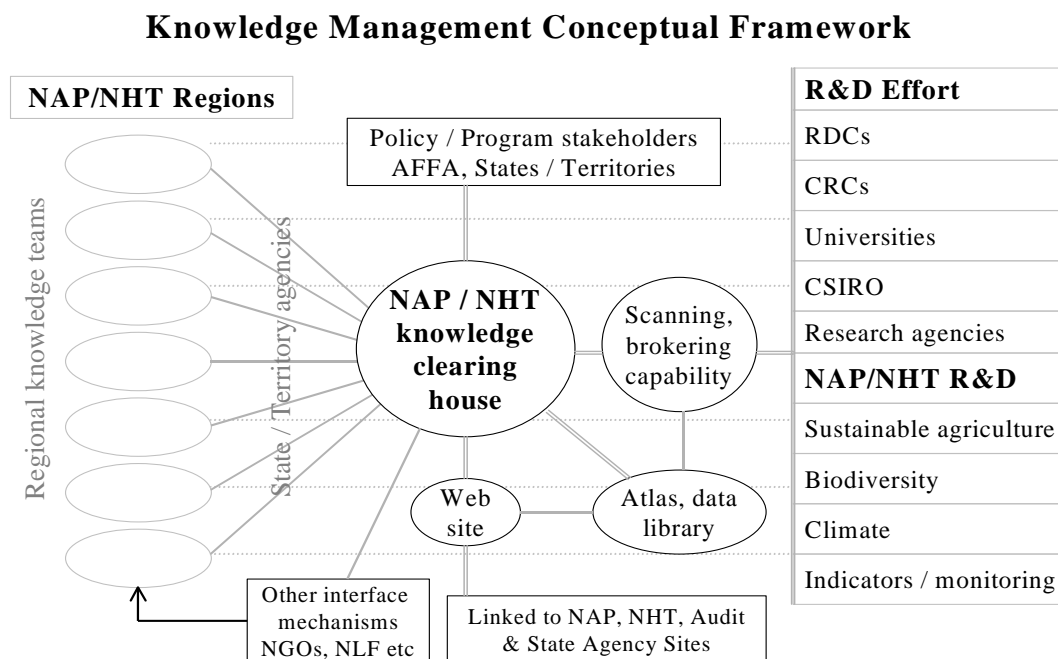 Knowledge Management Conceptual Framework
NAP/NHT Regions
Regional knowledge teams
State / Territory agencies
Policy / Program stakeholders
AFFA, States / Territories
NAP / NHT
knowledge
clearing
house
Scanning,
brokering
capability
Web
site
Atlas, data
library
Other interface
mechanisms
NGOs, NLF etc
Linked to NAP, NHT, Audit
& State Agency Sites
R&D Effort
RDCs
CRCs
Universities
CSIRO
Research agencies
NAP/NHT R&D
Sustainable agriculture
Biodiversity
Climate
Indicators / monitoring